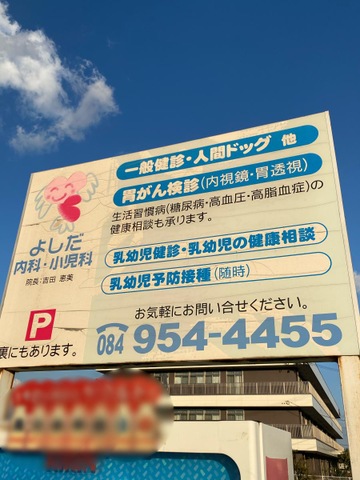 一般健診・人間ドッグ 他
胃がん検診(内視鏡・胃透視)
生活習慣病(糖尿病・高血圧・高脂血症)の
健康相談も承ります。
よしだ
内科・小児科
院長:吉田 恵美
乳幼児健診・乳幼児の健康相談
乳幼児予防接種(随時)
お気軽にお問い合せください。
☎084 954-4455
P
裏にもあります。